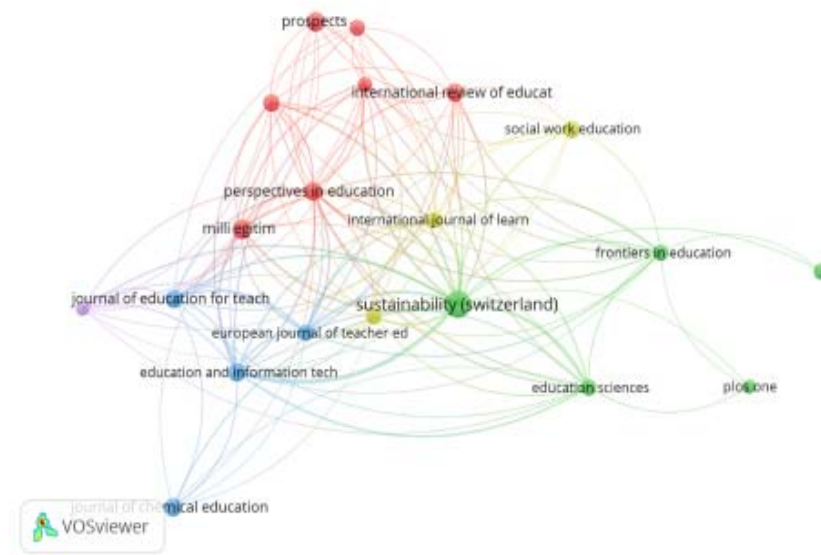 prospects
international review of educat
social work education
perspectives in education
international journal of learn
milli egitim
frontiers in education
journal of education for teach
sustainability (switzerland)
european journal of teacher ed
education and information tech
education sciences
plos one
journal of chemical education
VOSviewer